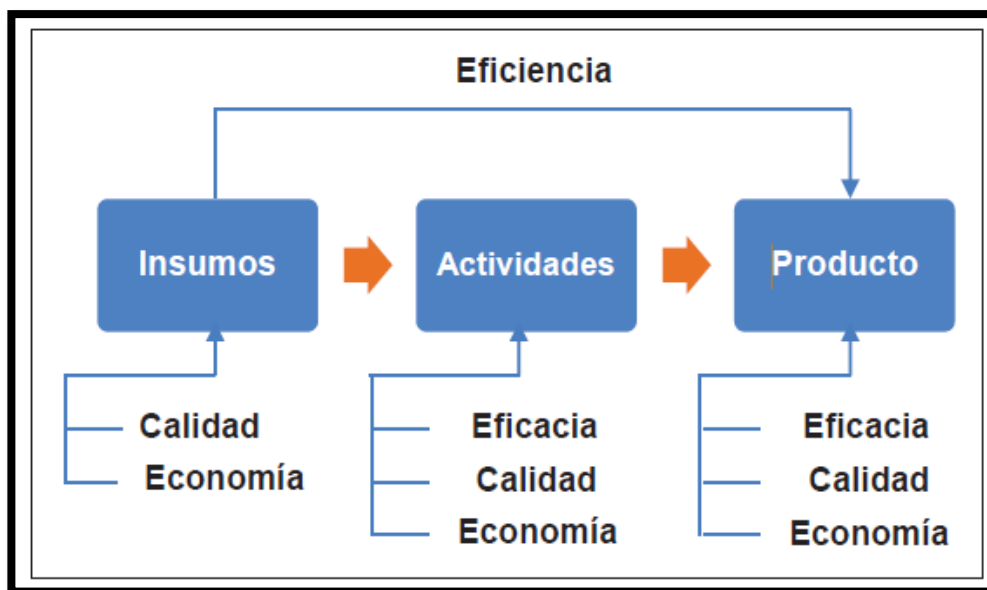 Eficiencia
Insumos
Actividades
Producto
Calidad
Economía
Eficacia
Calidad
Economía
Eficacia
Calidad
Economía